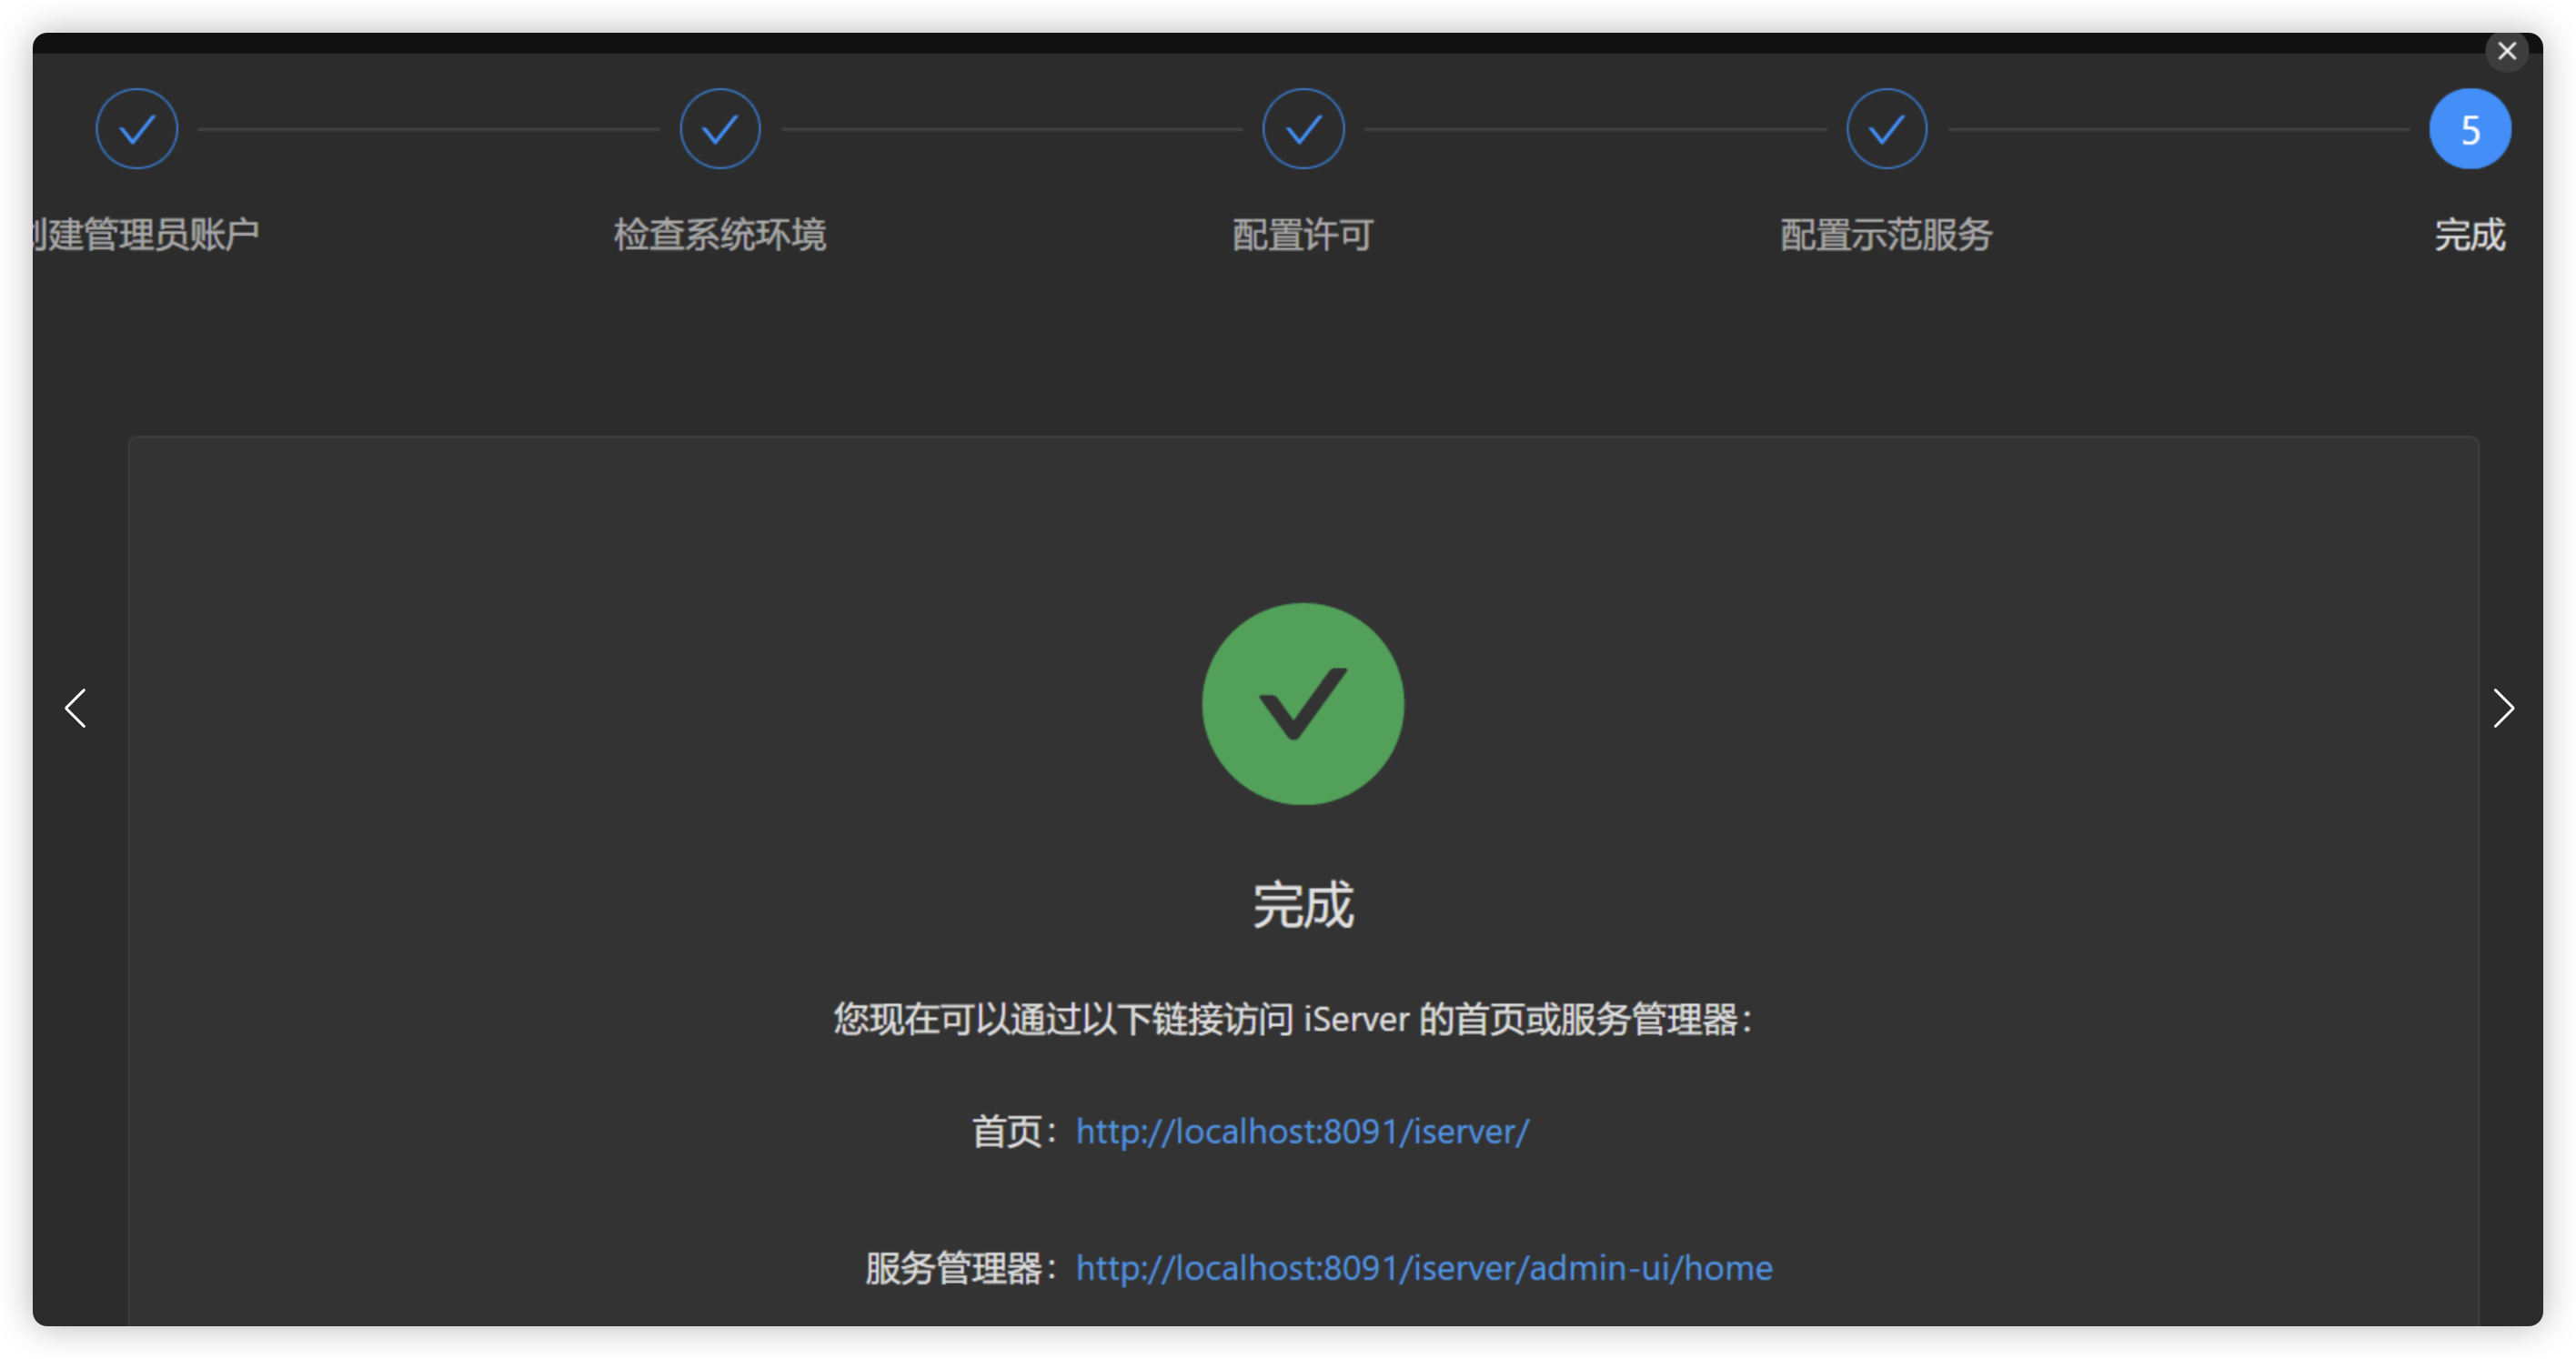 5
建管理员账户
检查系统环境
配置许可
配置示范服务
完成
完成
您现在可以通过以下链接访问 iServer 的首页或服务管理器：
首页： http://localhost:8091/iserver/
服务管理器： http://localhost:8091/iserver/admin-ui/home